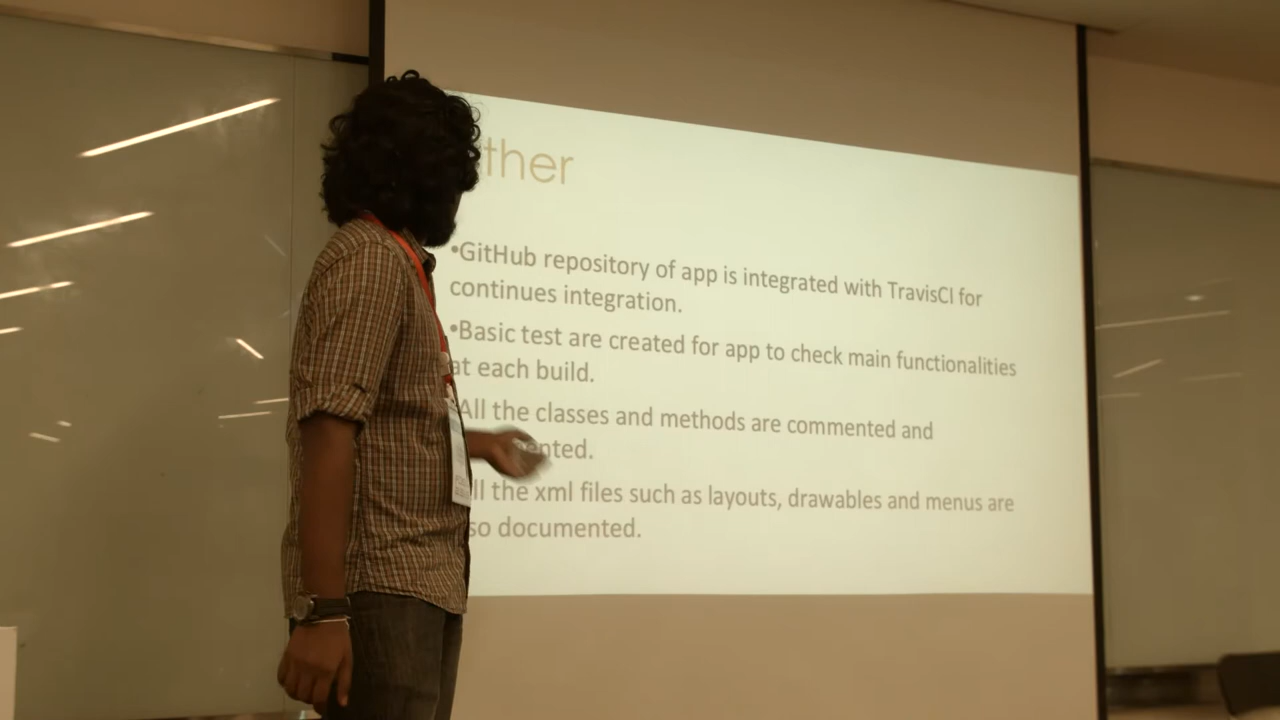 ther
•GitHub repository of app is integrated with TravisCI for
continues integration.
•Basic test are created for app to check main functionalities
at each build.
All the classes and methods are commented and
ented.
ll the xml files such as layouts, drawables and menus are
so documented.